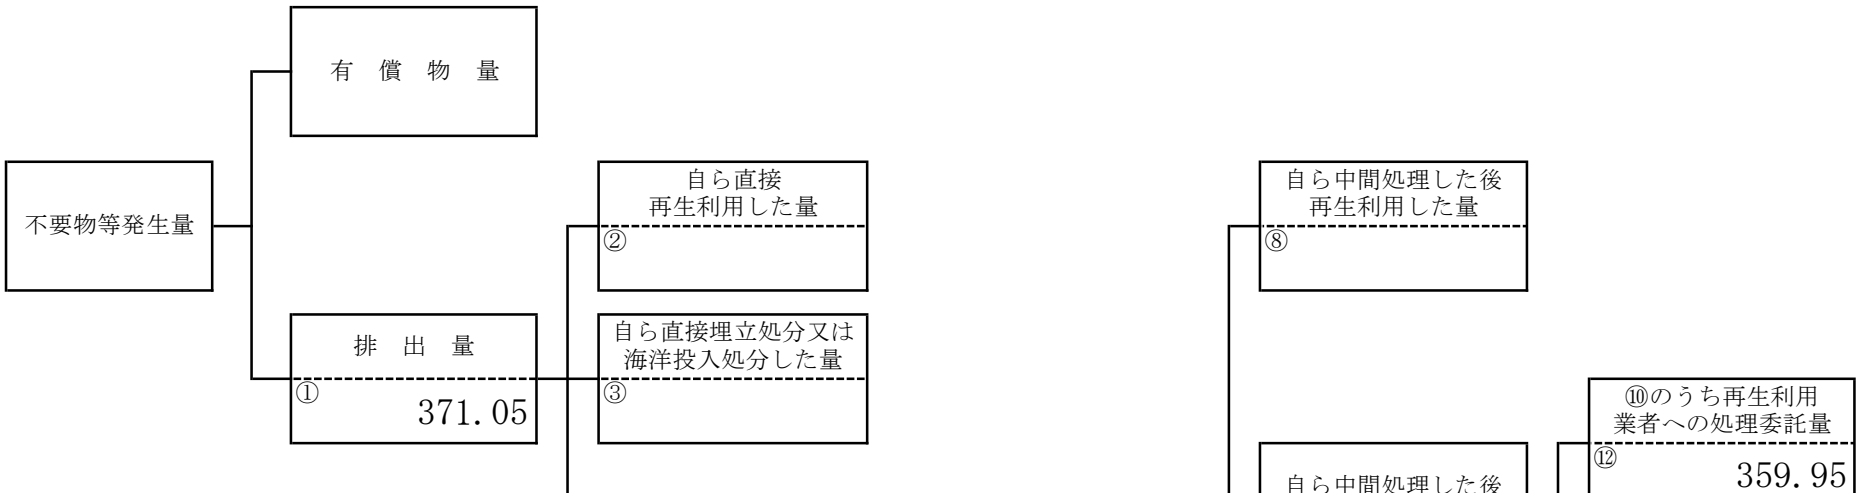 有 償 物 量
不要物等発生量
自ら直接
再生利用した量
②
自ら中間処理した後
再生利用した量
⑧
排 出 量
①
371.05
自ら直接埋立処分又は
海洋投入処分した量
③
⑩のうち再生利用
業者への処理委託量
⑫
359.95
自ら中間処理した後